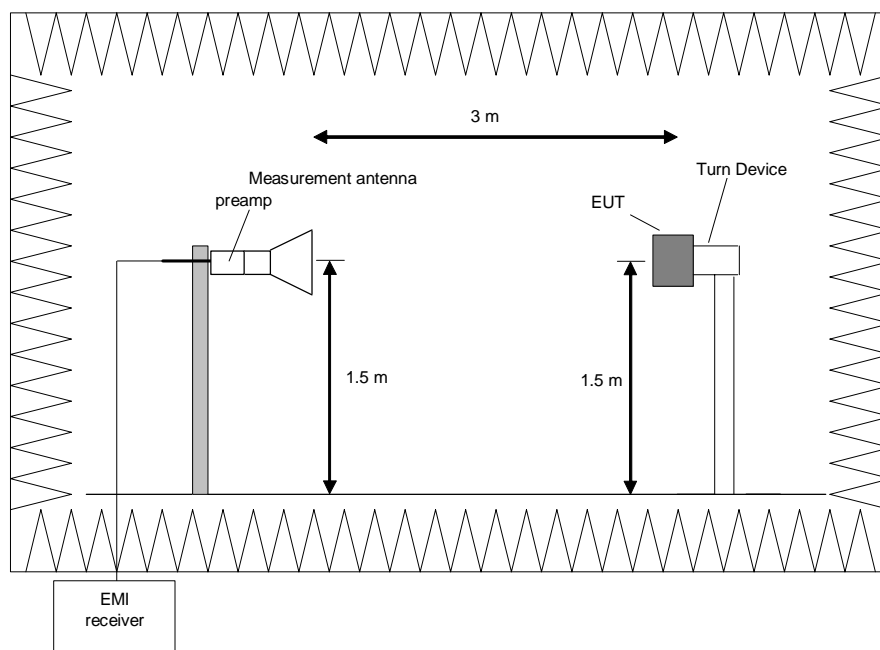 3 m
Measurement antenna
preamp
Turn Device
EUT
1.5 m
1.5 m
EMI
receiver